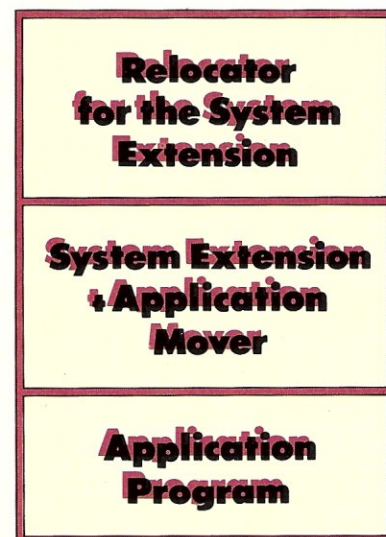 Relocator
for the System
Extension
System Extension
+ Application
Mover
Application
Program